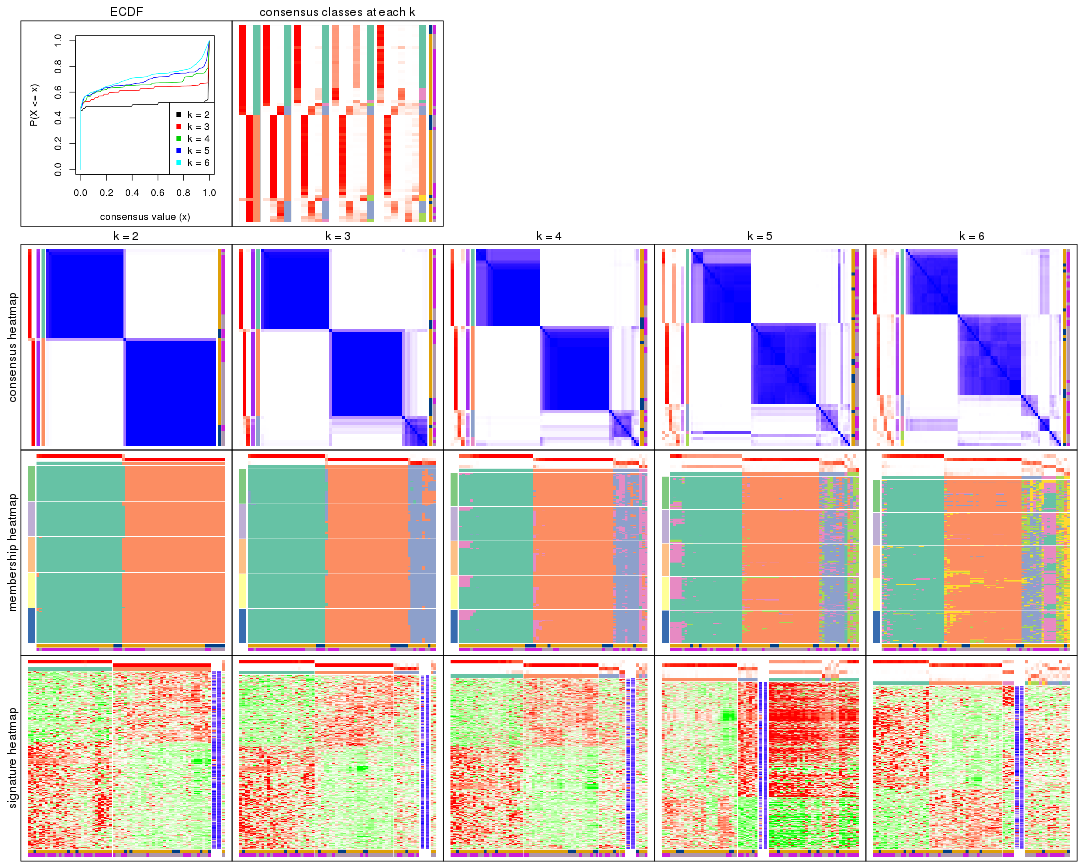 ECDF
consensus classes at each k
P(X <= x)
0.0 0.2 0.4 0.6 0.8 1.0
k = 2
k = 3
k = 4
k = 5
k = 6
0.0 0.2 0.4 0.6 0.8 1.0
consensus value (x)
k = 2 k = 3 k = 4 k = 5 k = 6
consensus heatmap
membership heatmap
signature heatmap